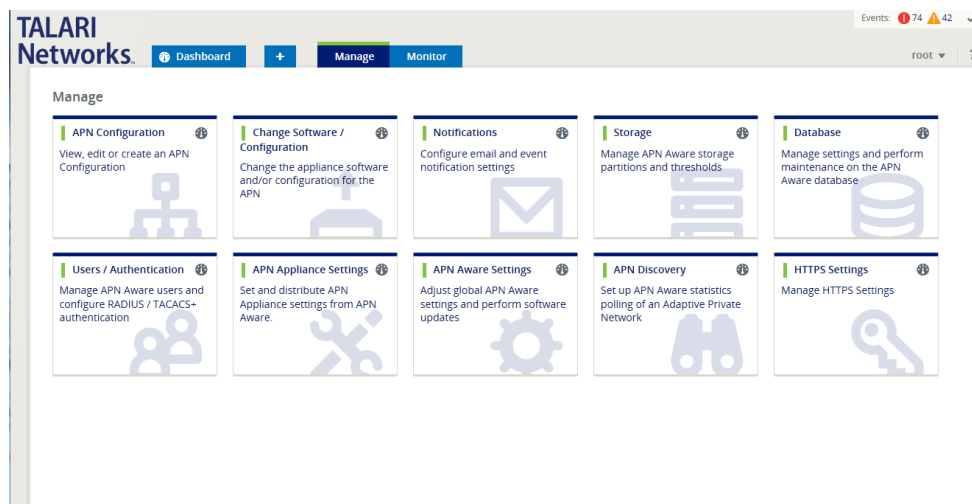 TALARI
Networks.
Events: 74 42
Dashboard + Manage Monitor root ?
Manage
APN Configuration
View, edit or create an APN
Configuration
Change Software /
Configuration
Change the appliance software
and/or configuration for the
APN
Notifications
Configure email and event
notification settings
Storage
Manage APN Aware storage
partitions and thresholds
Database
Manage settings and perform
maintenance on the APN
Aware database
Users / Authentication
Manage APN Aware users and
configure RADIUS / TACACS+
authentication
APN Appliance Settings
Set and distribute APN
Appliance settings from APN
Aware.
APN Aware Settings
Adjust global APN Aware
settings and perform software
updates
APN Discovery
Set up APN Aware statistics
polling of an Adaptive Private
Network
HTTPS Settings
Manage HTTPS Settings